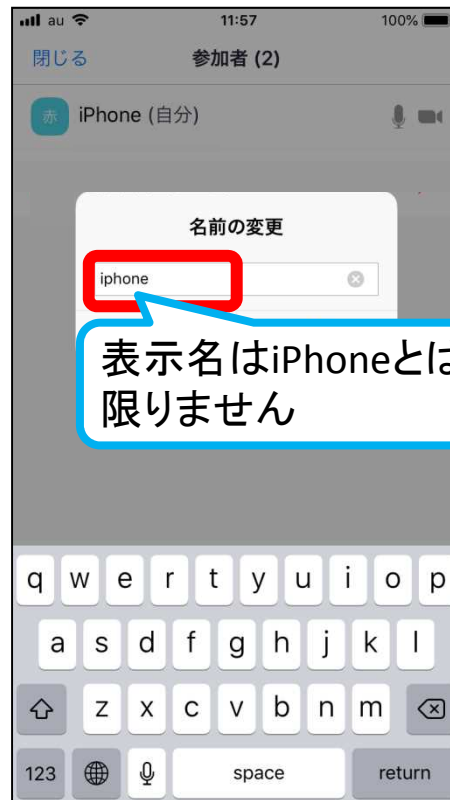 au 11:57 100%
閉じる 参加者 (2)
赤 iPhone (自分)
名前の変更
iphone
表示名はiPhoneとは
限りません
q w e r t y u i o p
a s d f g h j k l
z x c v b n m
123 space return